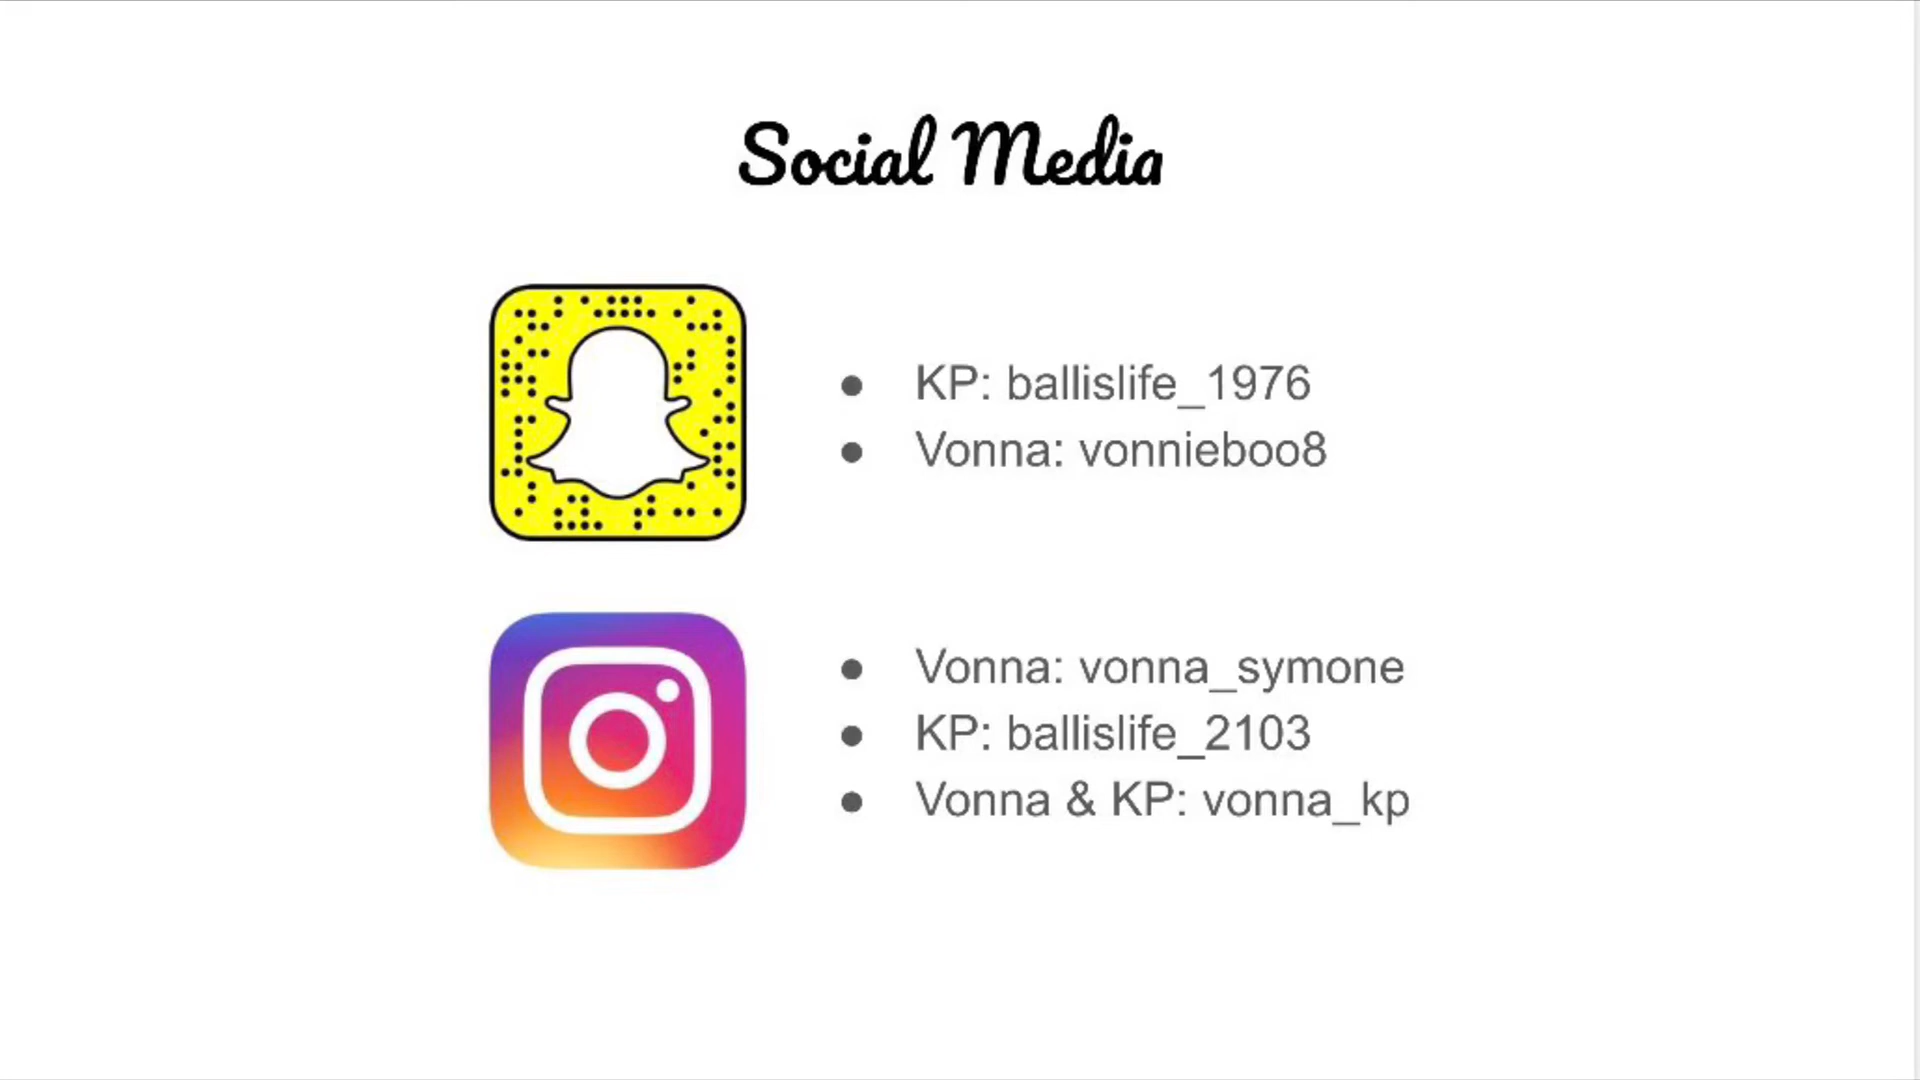 Social Media
KP: ballislife_1976
Vonna: vonnieboo8
Vonna: vonna_symone
KP: ballislife_2103
Vonna & KP: vonna_kp